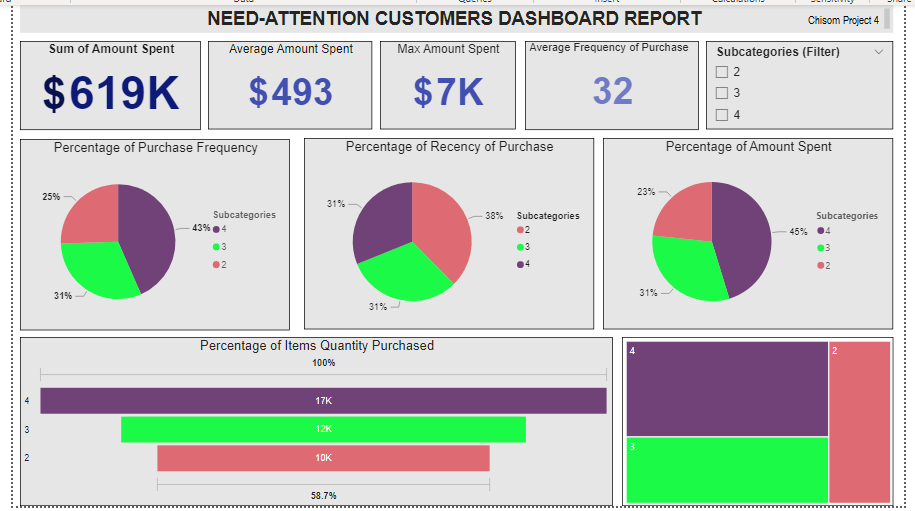 NEED-ATTENTION CUSTOMERS DASHBOARD REPORT
Chisom Project 4
Sum of Amount Spent
$619K
Average Amount Spent
$493
Max Amount Spent
$7K
Average Frequency of Purchase
32
Subcategories (Filter)
2
3
4
Percentage of Purchase Frequency
25%
43%
31%
Subcategories
4
3
2
Percentage of Recency of Purchase
31%
38%
31%
Subcategories
2
3
4
Percentage of Amount Spent
23%
45%
31%
Subcategories
4
3
2
Percentage of Items Quantity Purchased
100%
4 17K
3 12K
2 10K
58.7%
4
2
3